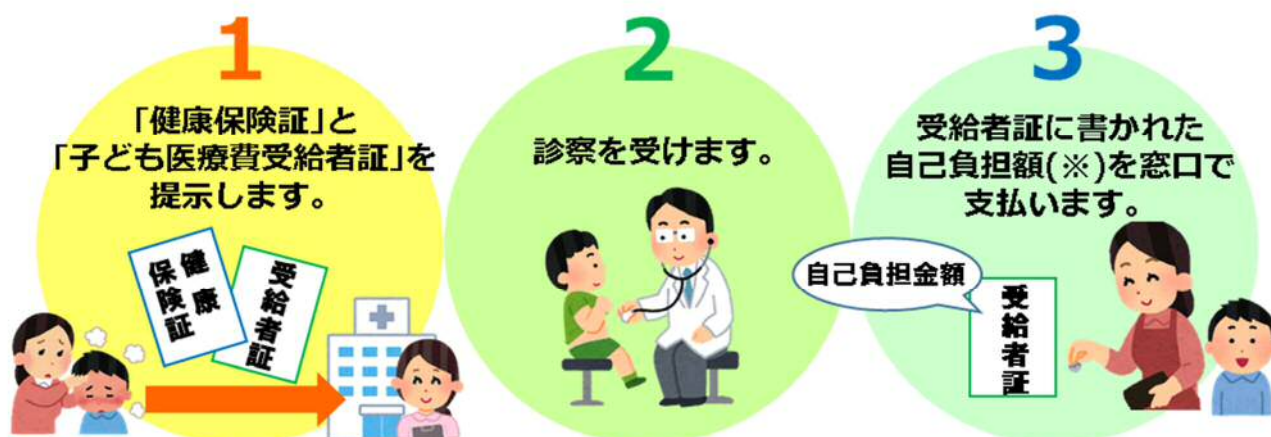 1
「健康保険証」と
「子ども医療費受給者証」を
提示します。
健康
保険証
受給者証
2
診察を受けます。
3
受給者証に書かれた
自己負担額(※)を窓口で
支払います。
自己負担金額
受給者証